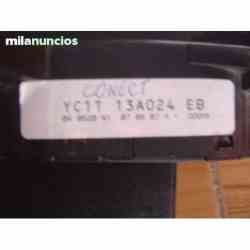 milanuncios
CONECT
YC1T 13A024 EB